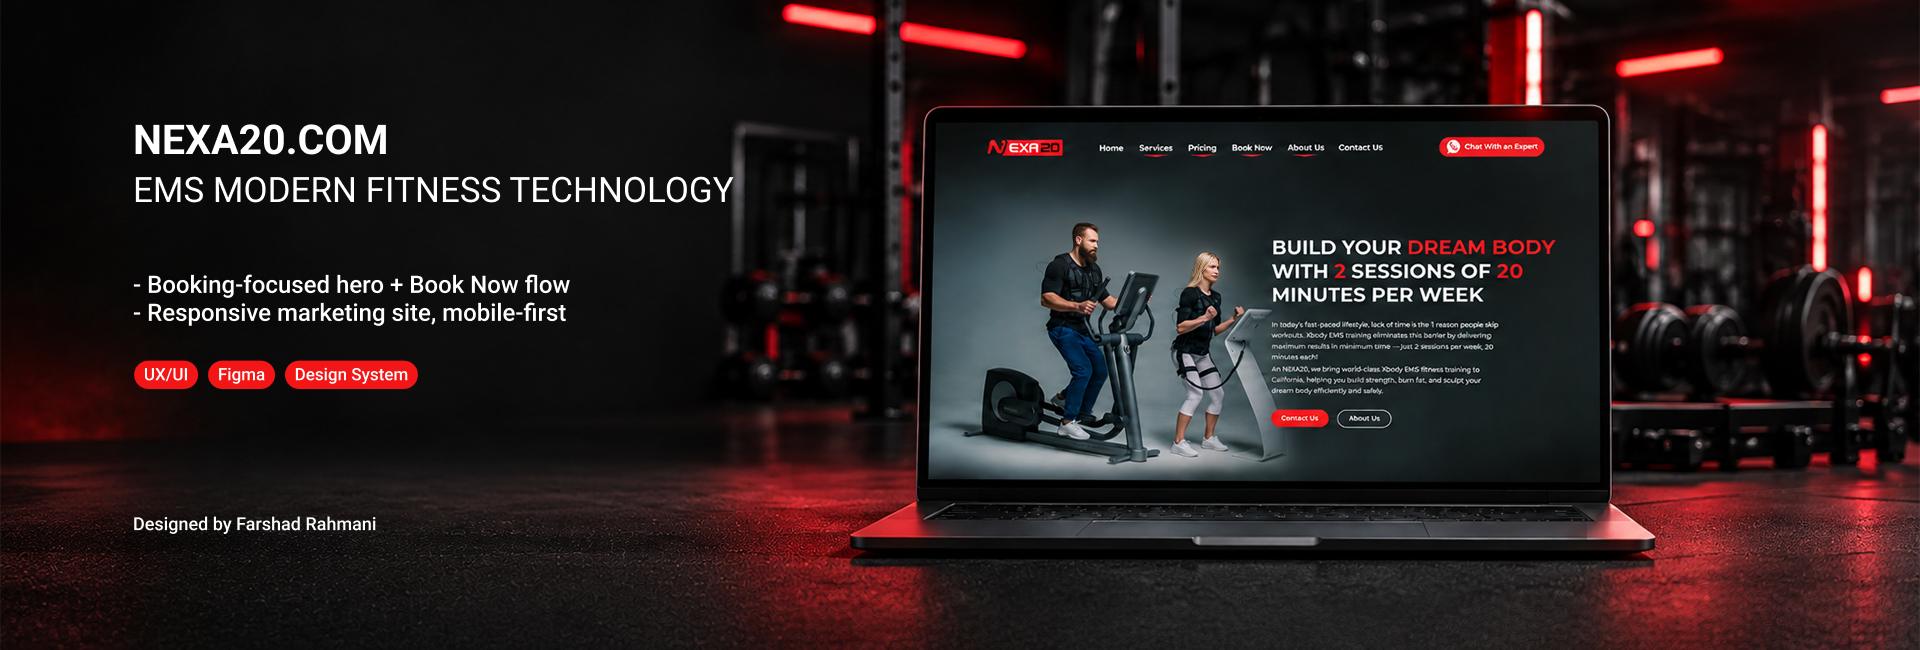 NEXA20.COM
EMS MODERN FITNESS TECHNOLOGY
- Booking-focused hero + Book Now flow
- Responsive marketing site, mobile-first
UX/UI Figma Design System
Designed by Farshad Rahmani
NEXA20 Home Services Pricing Book Now About Us Contact Us Chat With an Expert
BUILD YOUR DREAM BODY
WITH 2 SESSIONS OF 20
MINUTES PER WEEK
In today's fast-paced lifestyle, lack of time is the 1 reason people skip
workouts. Xbody EMS training eliminates this barrier by delivering
maximum results in minimum time — Just 2 sessions per week, 20
minutes each!
An NEXA20, we bring world-class Xbody EMS fitness training to
California, helping you build strength, burn fat, and sculpt your
dream body efficiently and safely.
Contact Us About Us